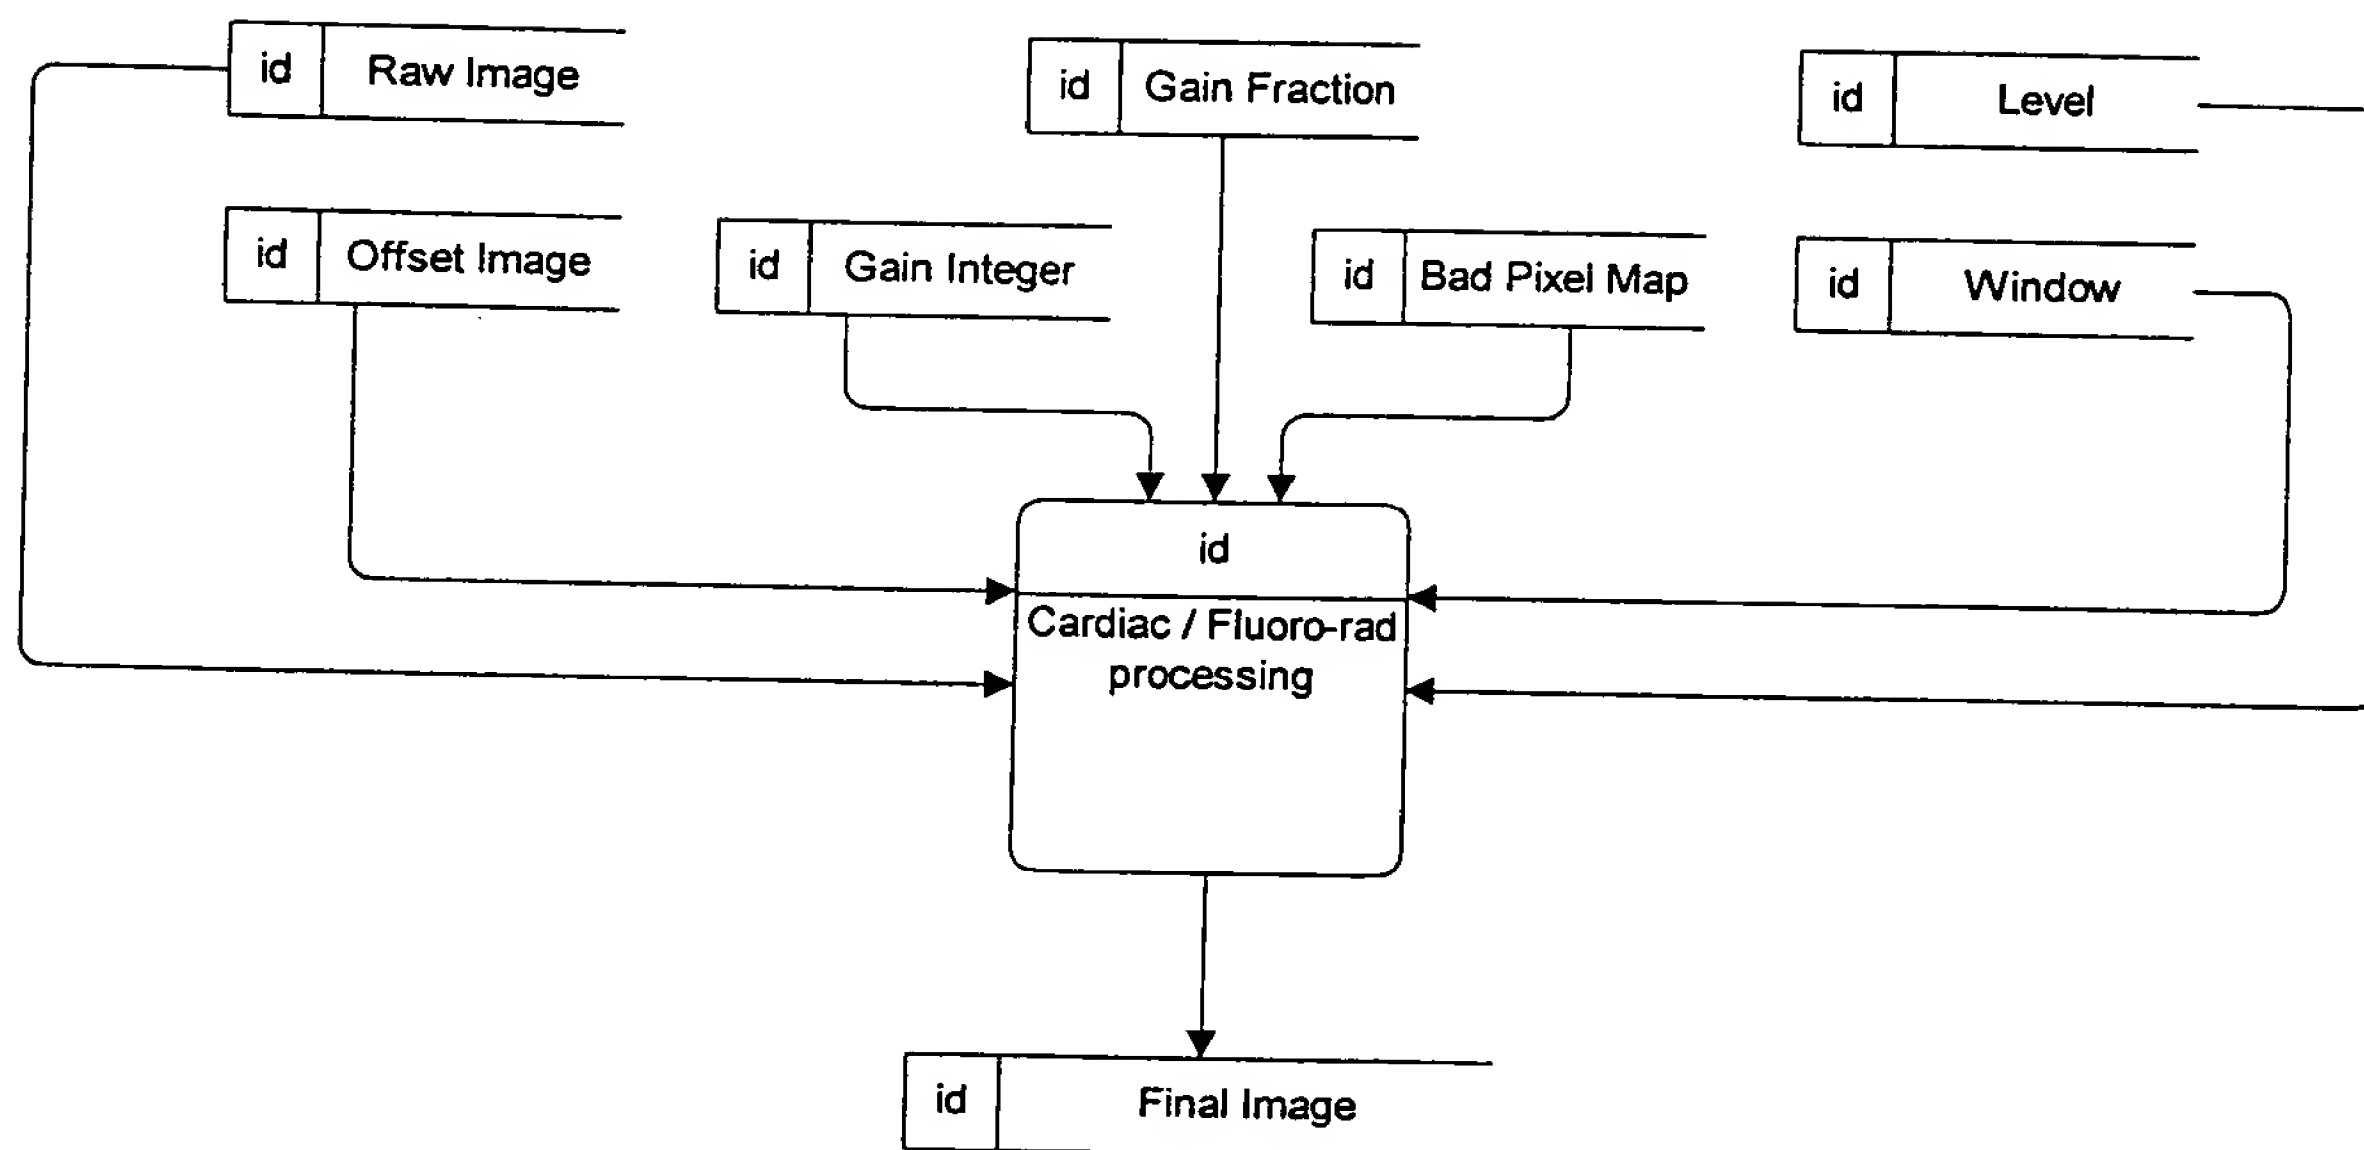 id Raw Image
id Gain Fraction
id Level
id Offset Image
id Gain Integer
id Bad Pixel Map
id Window
id
Cardiac / Fluoro-rad
processing
id Final Image